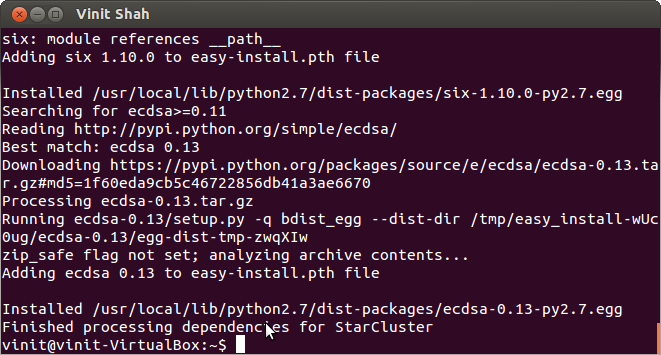 Vinit Shah
six: module references __path__
Adding six 1.10.0 to easy-install.pth file
Installed /usr/local/lib/python2.7/dist-packages/six-1.10.0-py2.7.egg
Searching for ecdsa>=0.11
Reading http://pypi.python.org/simple/ecdsa/
Best match: ecdsa 0.13
Downloading https://pypi.python.org/packages/source/e/ecdsa/ecdsa-0.13.ta
r.gz#md5=1f60eda9cb5c46722856db41a3ae6670
Processing ecdsa-0.13.tar.gz
Running ecdsa-0.13/setup.py -q bdist_egg --dist-dir /tmp/easy_install-wUc
0ug/ecdsa-0.13/egg-dist-tmp-zwqXIw
zip_safe flag not set; analyzing archive contents...
Adding ecdsa 0.13 to easy-install.pth file
Installed /usr/local/lib/python2.7/dist-packages/ecdsa-0.13-py2.7.egg
Finished processing dependencies for StarCluster
vinit@vinit-VirtualBox:~$